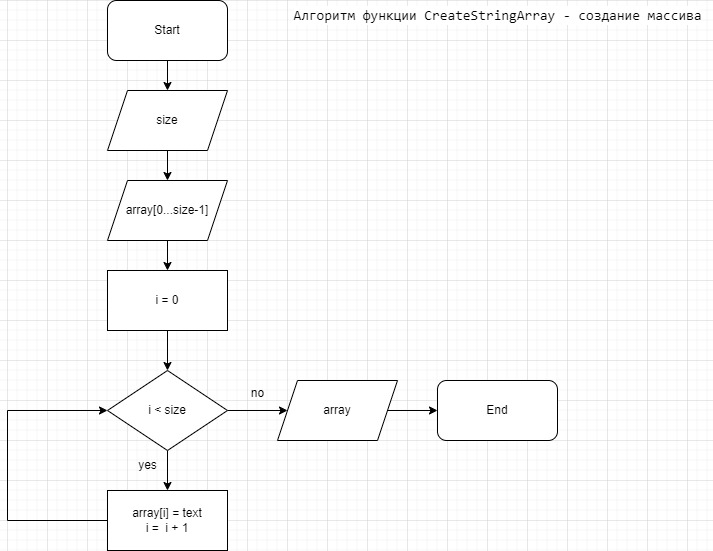 Алгоритм функции CreateStringArray - создание массива
Start
size
array[0...size-1]
i = 0
i < size
no
array
End
yes
array[i] = text
i = i + 1